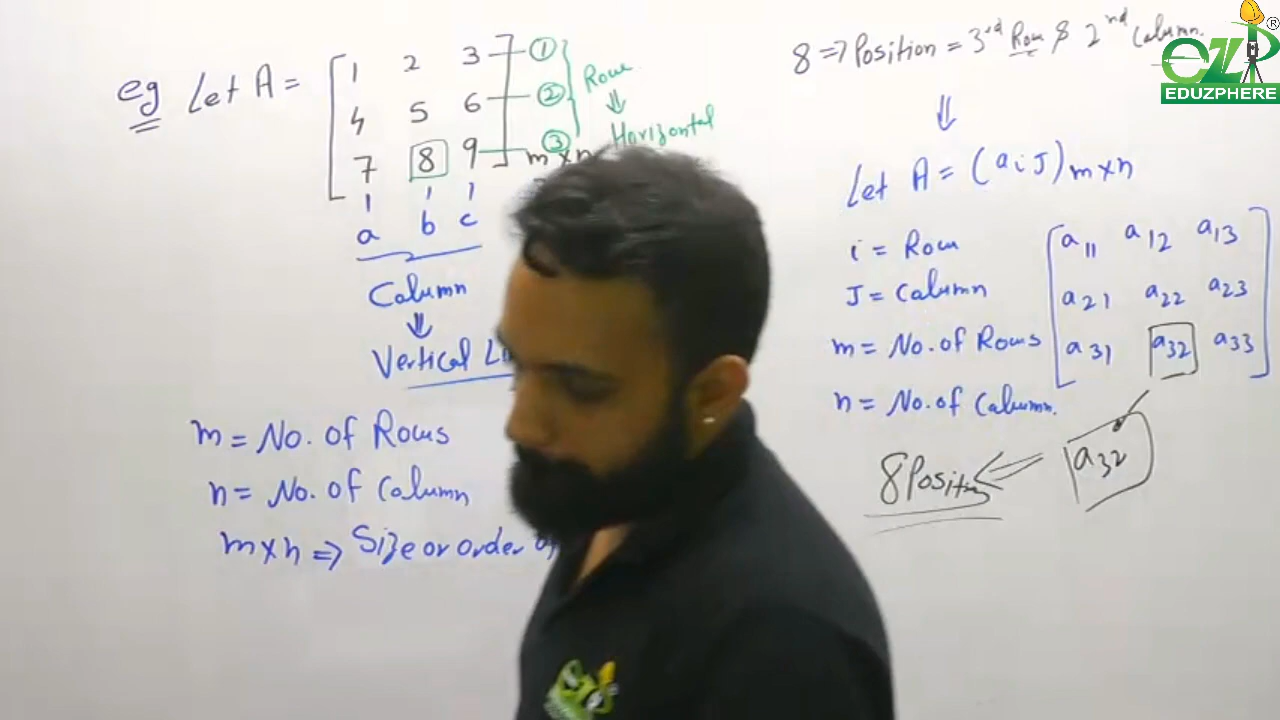 eg Let A =
1 2 3 ①
4 5 6 ②
7 8 9 ③ m×n
Rows
⇓
Horizontal
a b c
Column
⇓
Vertical
m = No. of Rows
n = No. of Column
m×n ⇒ Size or order
8 ⇒ Position = 3rd Row & 2nd Column.
⇓
Let A = (aiJ)m×n
i = Row
J = Column
m = No. of Rows
n = No. of Column.
a11 a12 a13
a21 a22 a23
a31 a32 a33
a32
8 Position
EZ
EDUZPHERE
®